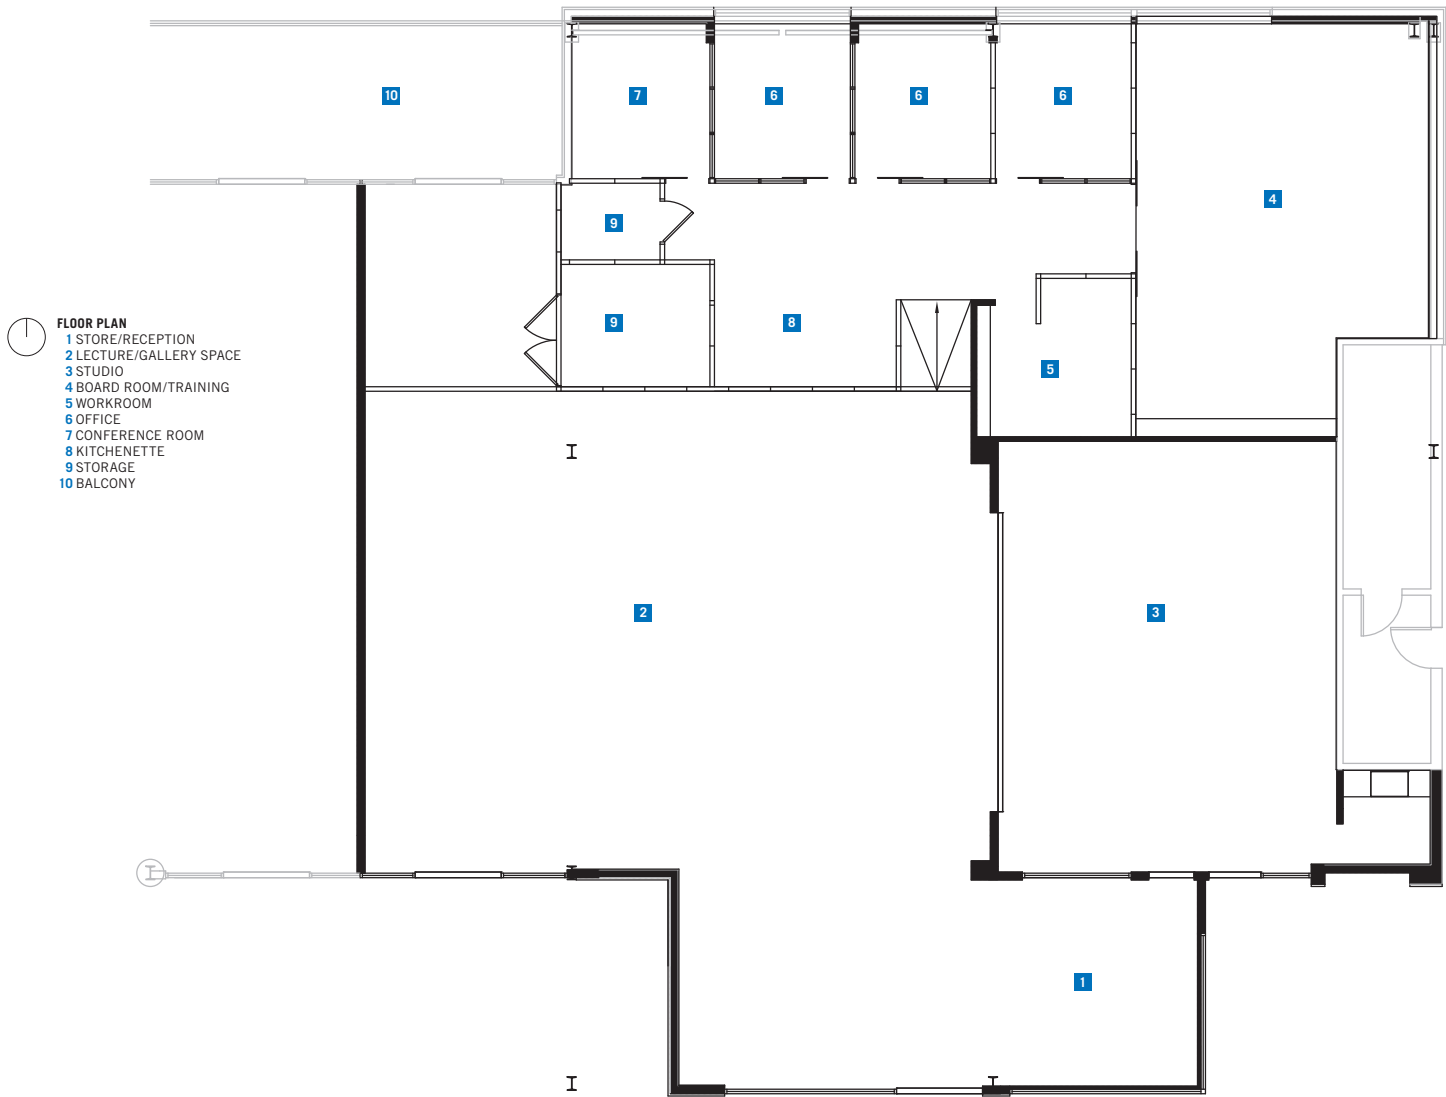 10
7
6
6
6
4
9
9
8
5
FLOOR PLAN
1 STORE/RECEPTION
2 LECTURE/GALLERY SPACE
3 STUDIO
4 BOARD ROOM/TRAINING
5 WORKROOM
6 OFFICE
7 CONFERENCE ROOM
8 KITCHENETTE
9 STORAGE
10 BALCONY
2
3
1